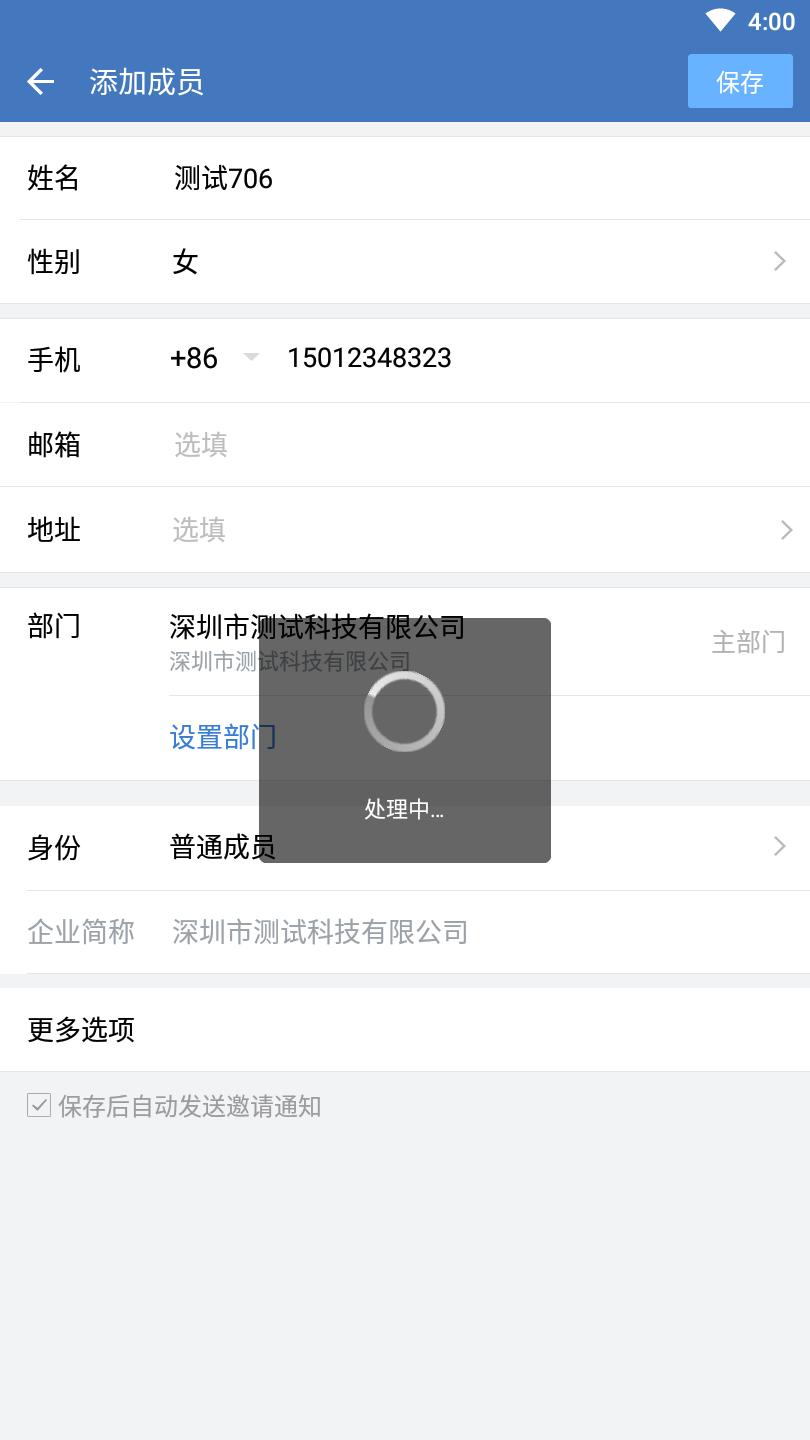 4:00
添加成员
保存
姓名 测试706
性别 女
手机 +86 15012348323
邮箱 选填
地址 选填
部门 深圳市测试科技有限公司
深圳市测试科技有限公司
主部门
设置部门
处理中...
身份 普通成员
企业简称 深圳市测试科技有限公司
更多选项
保存后自动发送邀请通知